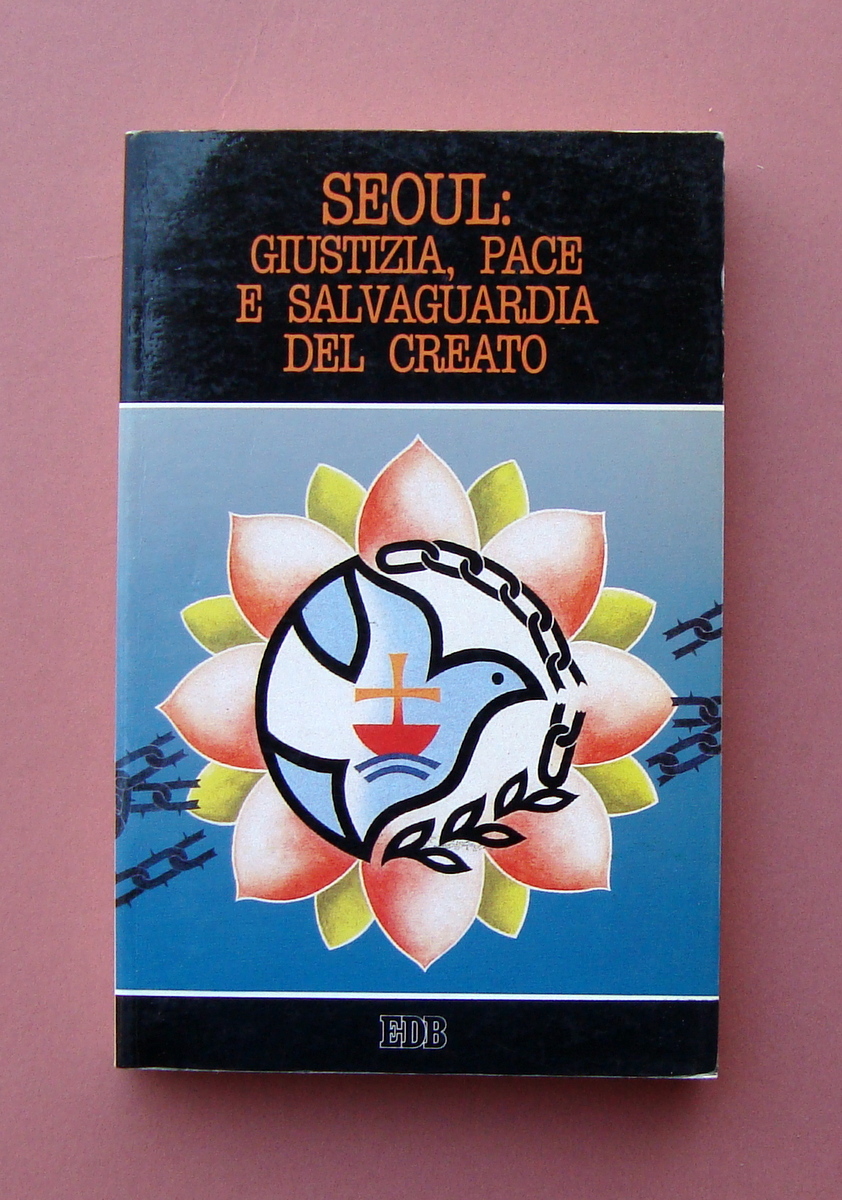 SEOUL:
GIUSTIZIA, PACE
E SALVAGUARDIA
DEL CREATO
EDB